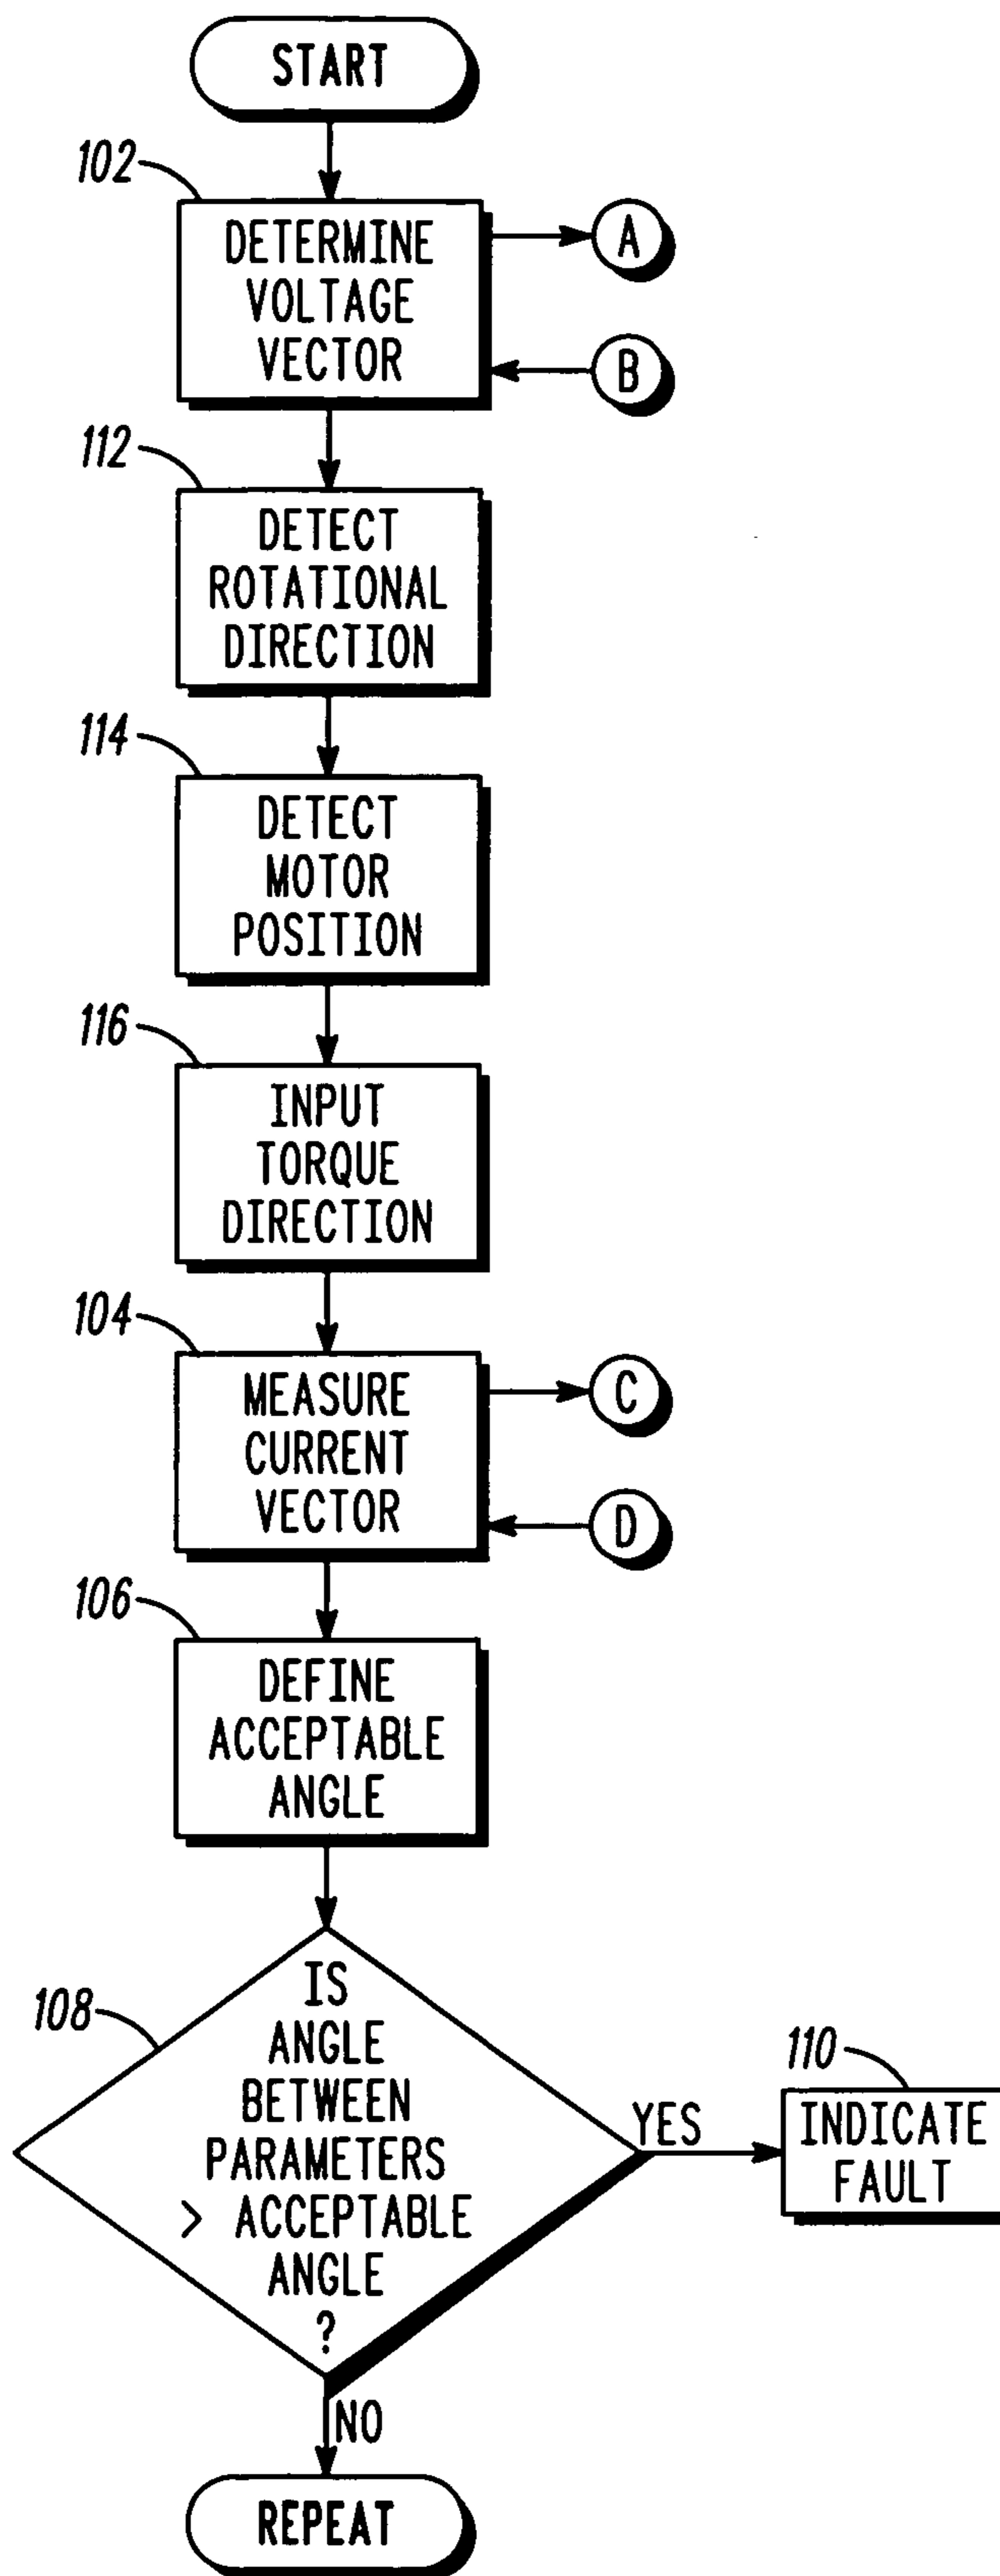 START
102
DETERMINE
VOLTAGE
VECTOR
A
B
112
DETECT
ROTATIONAL
DIRECTION
114
DETECT
MOTOR
POSITION
116
INPUT
TORQUE
DIRECTION
104
MEASURE
CURRENT
VECTOR
C
D
106
DEFINE
ACCEPTABLE
ANGLE
108
IS
ANGLE
BETWEEN
PARAMETERS
> ACCEPTABLE
ANGLE
?
YES
110
INDICATE
FAULT
NO
REPEAT